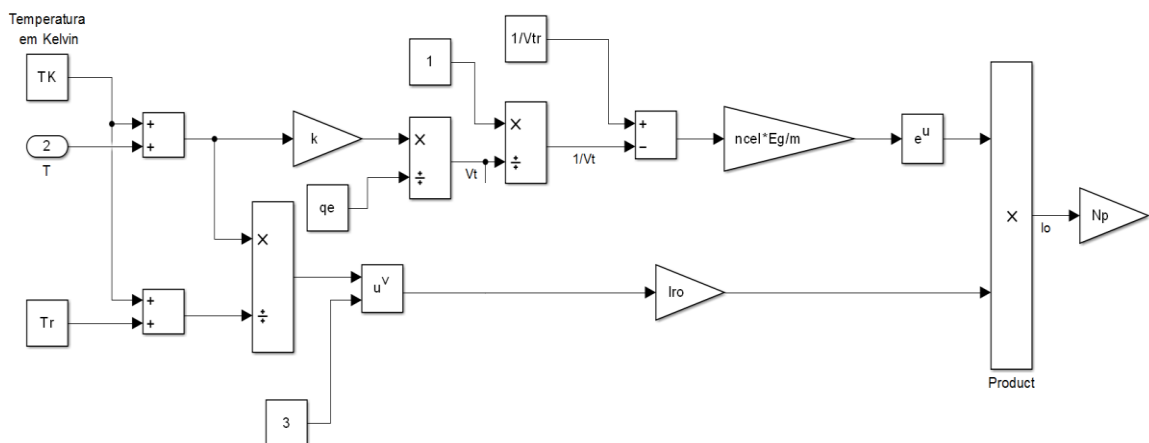 Temperatura
em Kelvin
TK
2
T
+
+
k
1
1/Vtr
×
÷
Vt
qe
×
÷
1/Vt
+
−
ncel*Eg/m
e^u
×
÷
Tr
+
+
u^v
3
Iro
×
Product
Io
Np